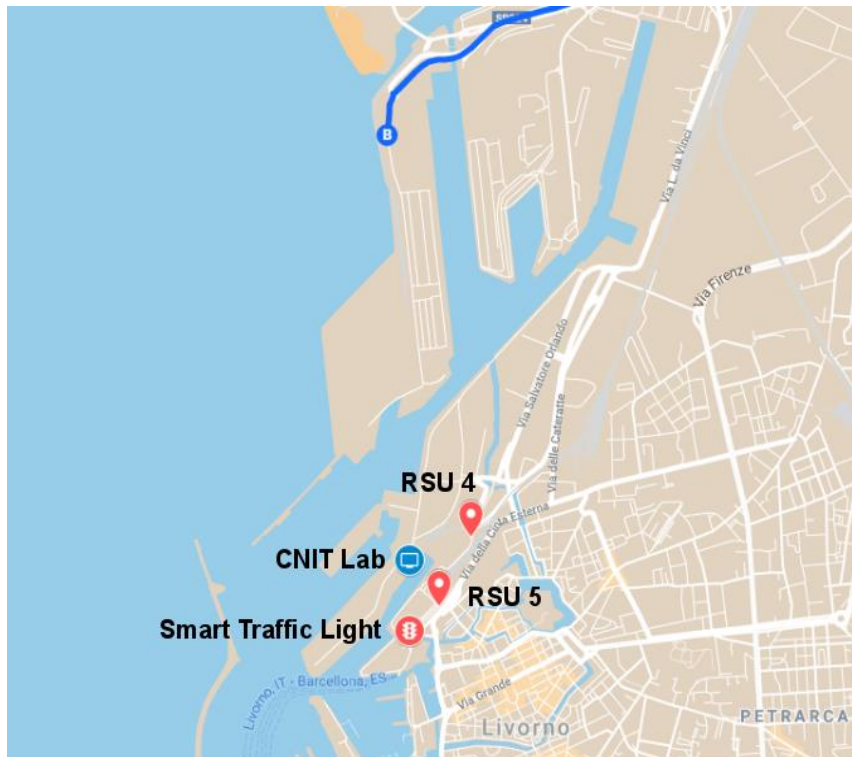 B
Via L. da Vinci
Via Firenze
Via Salvatore Orlando
Via delle Cateratte
RSU 4
Via della Cinta Esterna
CNIT Lab
RSU 5
Smart Traffic Light
Livorno, IT - Barcellona, ES
Via Grande
PETRARCA
Livorno